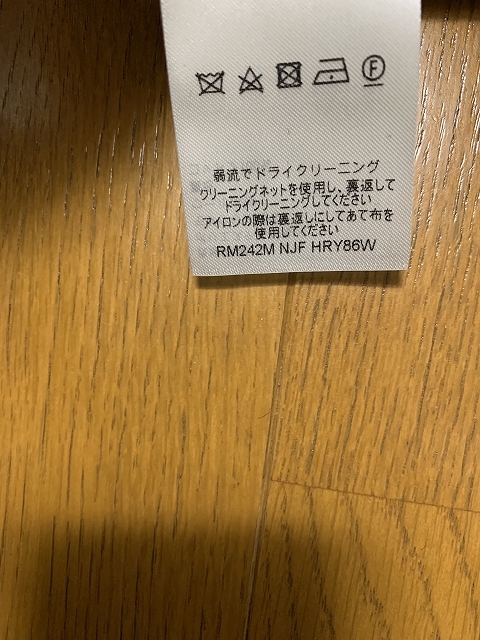 F
弱流でドライクリーニング
クリーニングネットを使用し、裏返して
ドライクリーニングしてください
アイロンの際は裏返しにしてあて布を
使用してください
RM242M NJF HRY86W